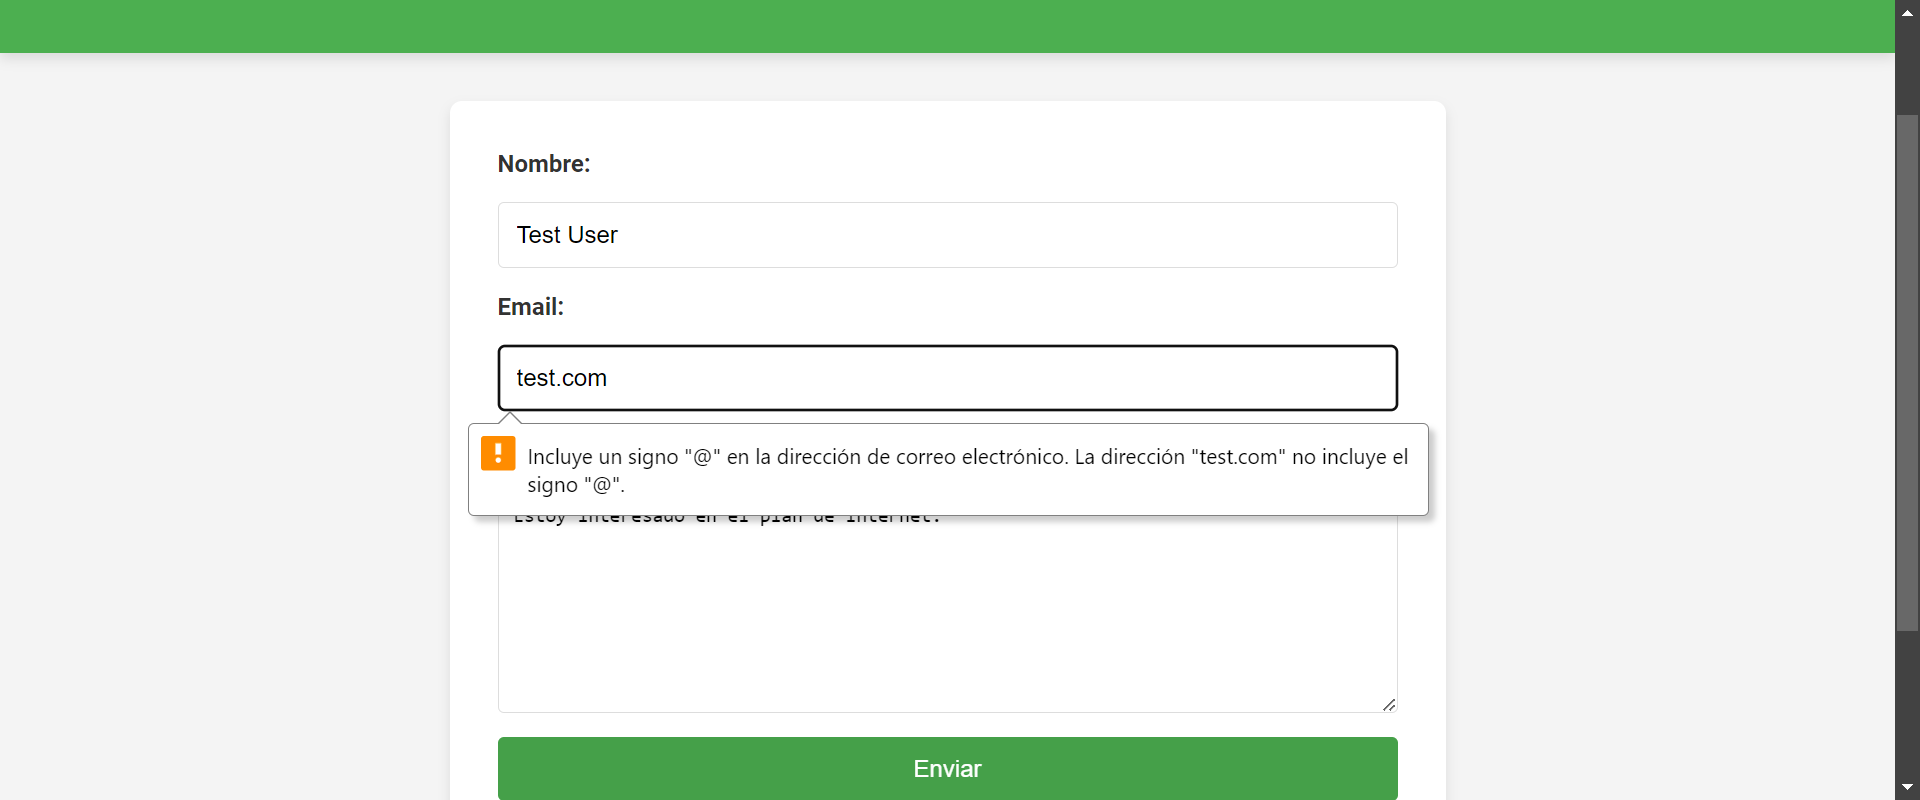 Nombre:
Test User
Email:
test.com
Incluye un signo "@" en la dirección de correo electrónico. La dirección "test.com" no incluye el
signo "@".
Estoy interesado en el plan de internet.
Enviar